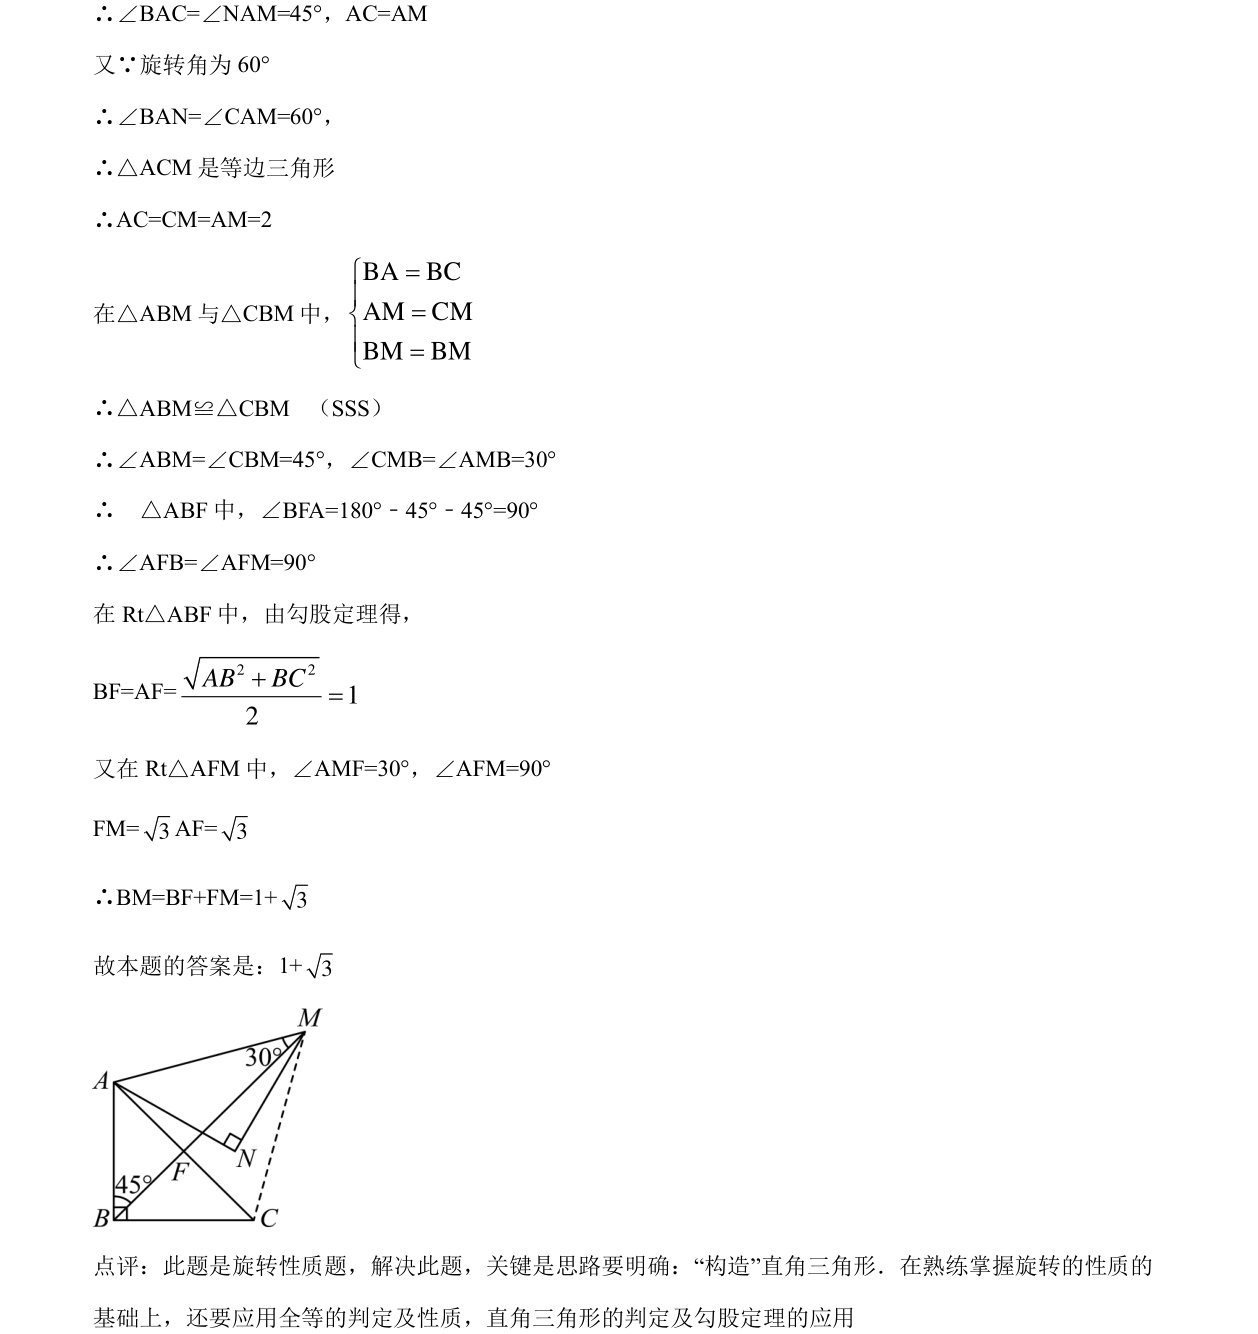 ∴∠BAC=∠NAM=45°，AC=AM
又∵旋转角为 60°
∴∠BAN=∠CAM=60°，
∴△ACM 是等边三角形
∴AC=CM=AM=2
在△ABM 与△CBM 中，{BA = BC
AM = CM
BM = BM
∴△ABM≌△CBM （SSS）
∴∠ABM=∠CBM=45°，∠CMB=∠AMB=30°
∴ △ABF 中，∠BFA=180°﹣45°﹣45°=90°
∴∠AFB=∠AFM=90°
在 Rt△ABF 中，由勾股定理得，
BF=AF=√(AB²+BC²)/2=1
又在 Rt△AFM 中，∠AMF=30°，∠AFM=90°
FM=√3 AF=√3
∴BM=BF+FM=1+√3
故本题的答案是：1+√3
M
30°
A
N
F
45°
B
C
点评：此题是旋转性质题，解决此题，关键是思路要明确：“构造”直角三角形．在熟练掌握旋转的性质的
基础上，还要应用全等的判定及性质，直角三角形的判定及勾股定理的应用